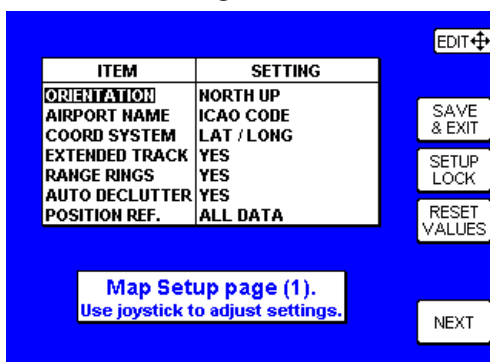 EDIT
ITEM SETTING
ORIENTATION NORTH UP
AIRPORT NAME ICAO CODE
COORD SYSTEM LAT / LONG
EXTENDED TRACK YES
RANGE RINGS YES
AUTO DECLUTTER YES
POSITION REF. ALL DATA
SAVE
& EXIT
SETUP
LOCK
RESET
VALUES
Map Setup page (1).
Use joystick to adjust settings.
NEXT